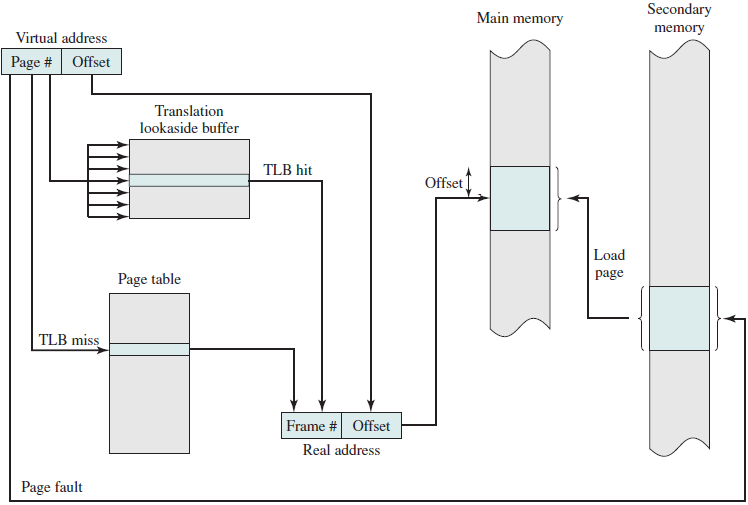 Main memory
Secondary
memory
Virtual address
Page #
Offset
Translation
lookaside buffer
TLB hit
Offset
Load
page
Page table
TLB miss
Frame #
Offset
Real address
Page fault